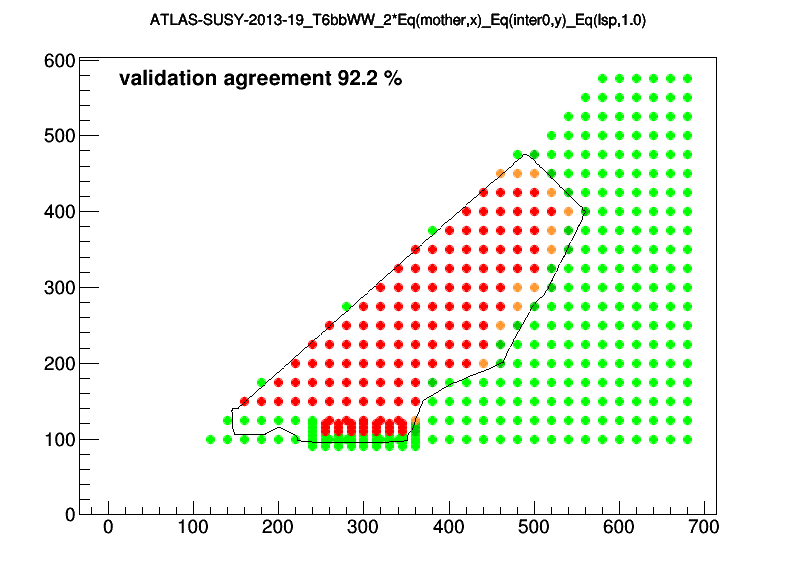 ATLAS-SUSY-2013-19_T6bbWW_2*Eq(mother,x)_Eq(inter0,y)_Eq(lsp,1.0)
600
validation agreement 92.2 %
500
400
300
200
100
0
0 100 200 300 400 500 600 700